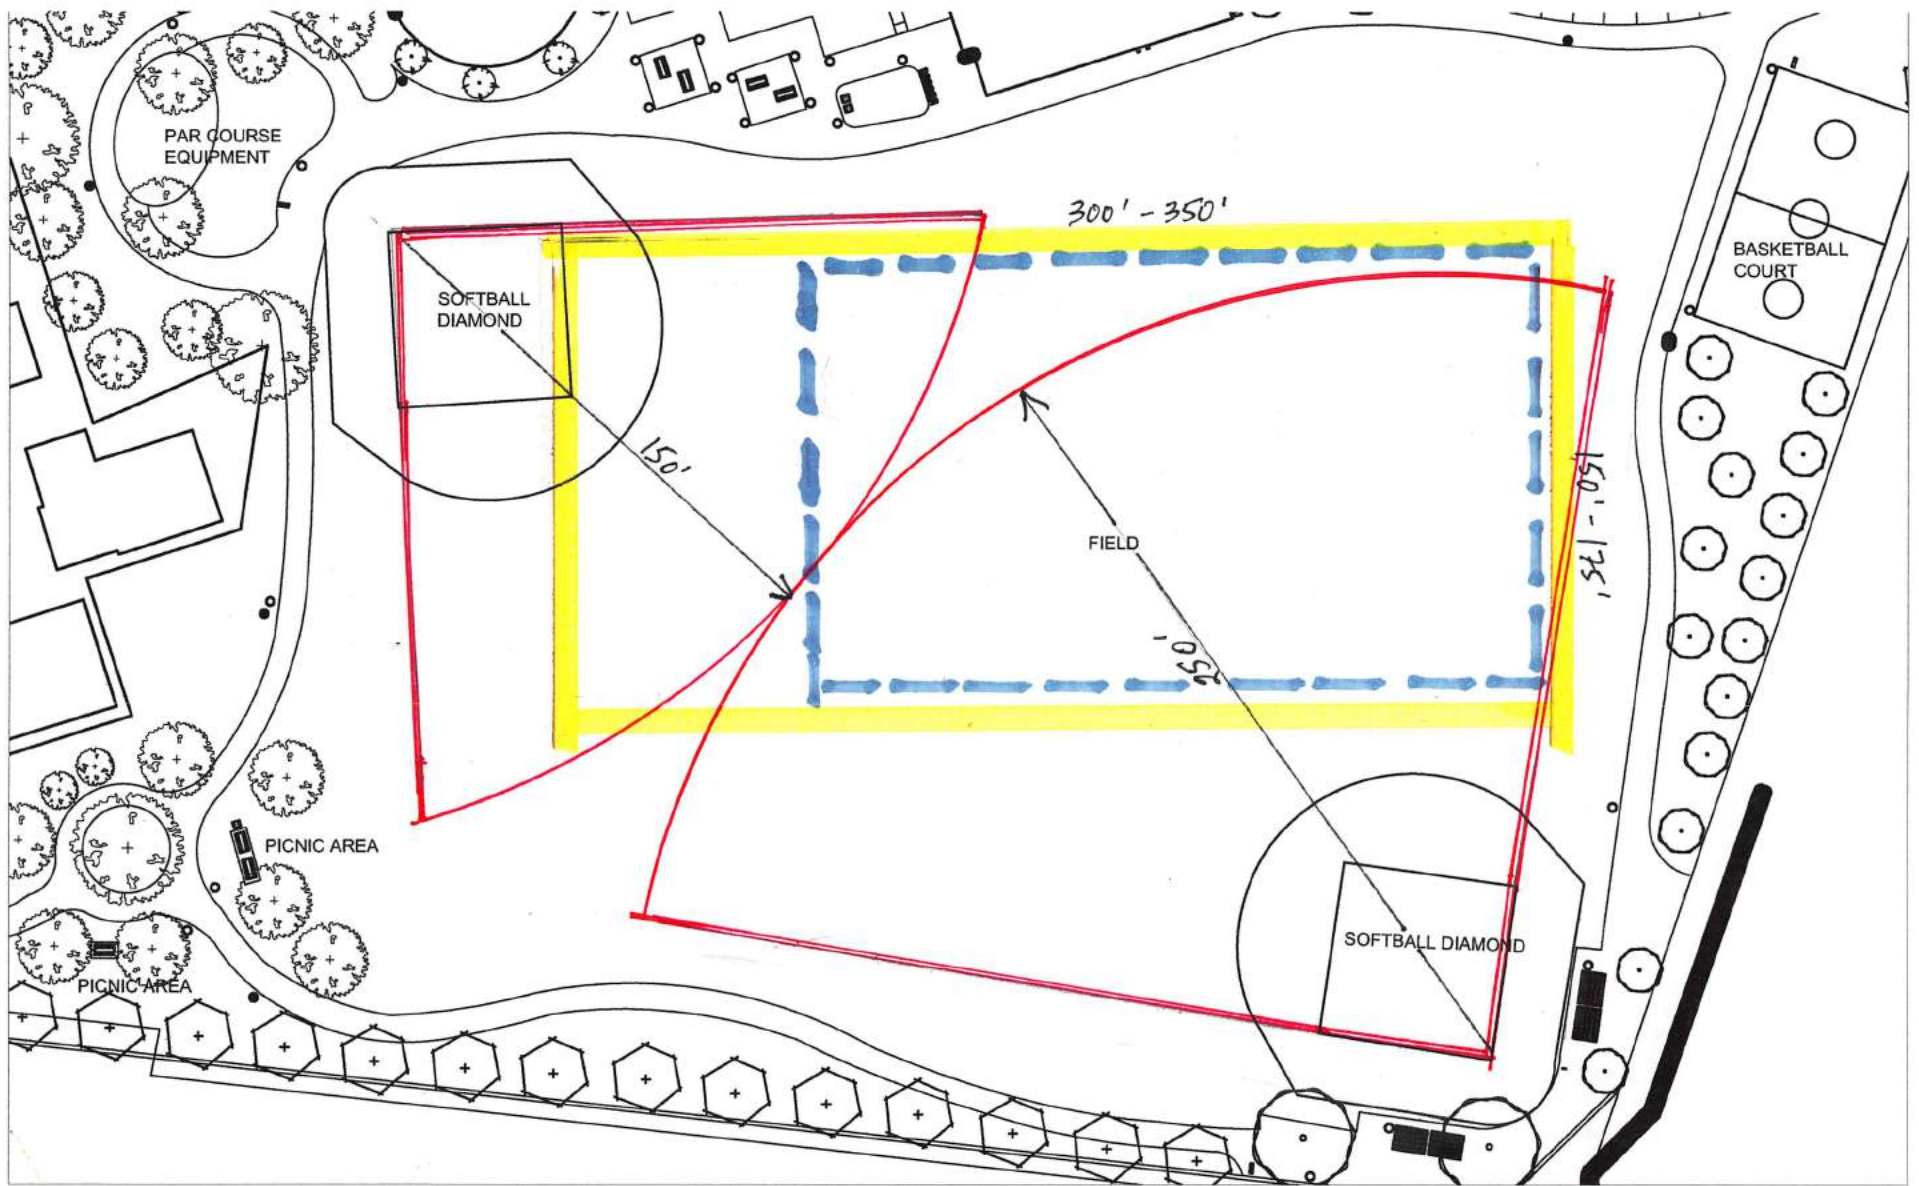 PAR COURSE
EQUIPMENT
300' - 350'
BASKETBALL
COURT
SOFTBALL
DIAMOND
150'
150' - 175'
FIELD
250'
PICNIC AREA
SOFTBALL DIAMOND
PICNIC AREA